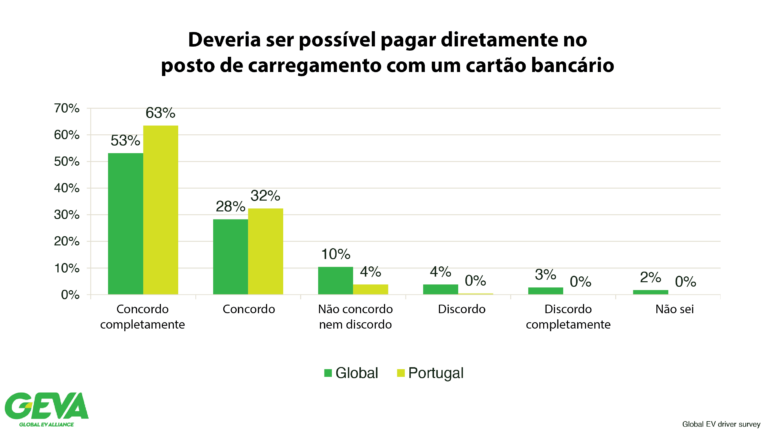 Deveria ser possível pagar diretamente no
posto de carregamento com um cartão bancário
70%
60%
50%
40%
30%
20%
10%
0%
53%
63%
28%
32%
10%
4%
4%
0%
3%
0%
2%
0%
Concordo
completamente
Concordo
Não concordo
nem discordo
Discordo
Discordo
completamente
Não sei
Global
Portugal
GEVA
GLOBAL EV ALLIANCE
Global EV driver survey